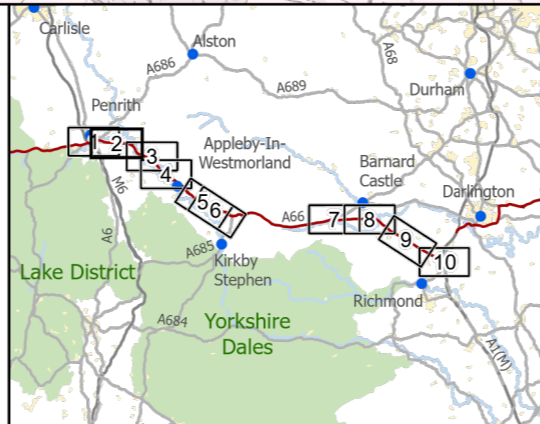 Carlisle
Alston
A686
A689
A68
Durham
Penrith
1
2
3
4
5
6
7
8
9
10
Appleby-In-
Westmorland
Barnard
Castle
Darlington
M6
A6
A66
A685
Kirkby
Stephen
Lake District
Richmond
A684
Yorkshire
Dales
A1(M)